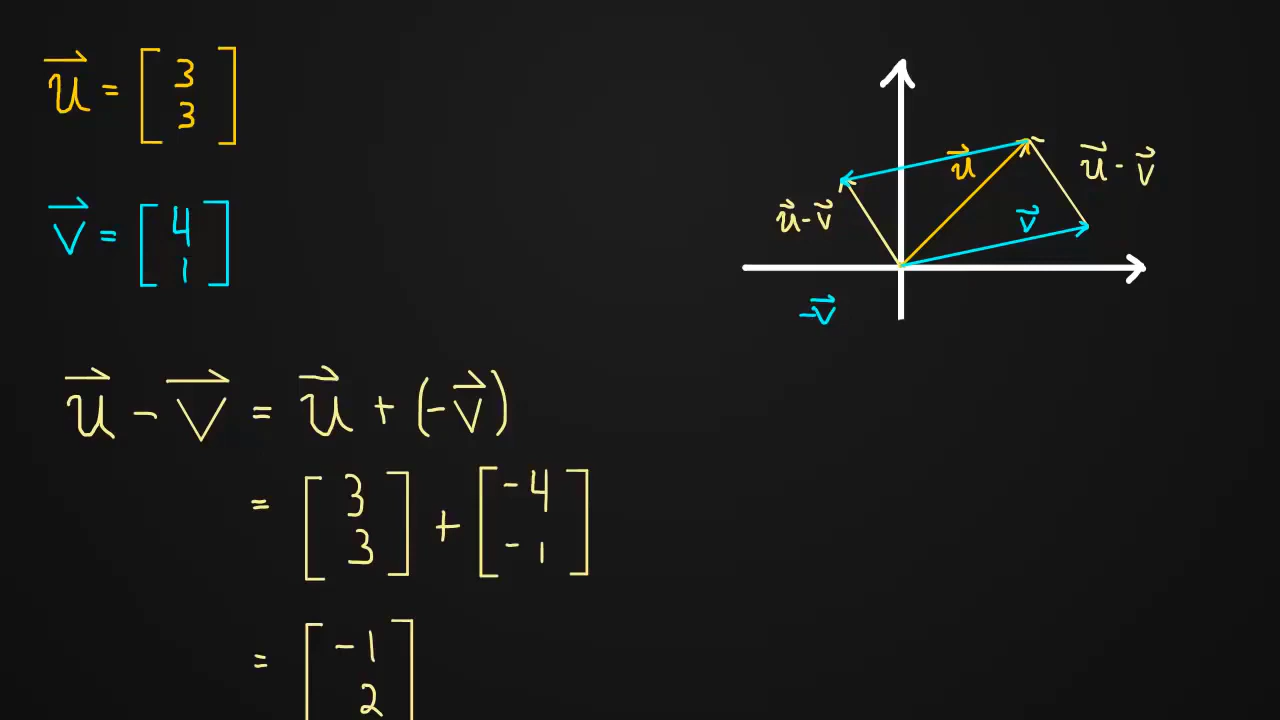 u⃗ = [ 3
3 ]
v⃗ = [ 4
1 ]
u⃗
u⃗ - v⃗
u⃗ - v⃗
v⃗
-v⃗
u⃗ - v⃗ = u⃗ + (-v⃗)
= [ 3 ] + [ -4 ]
[ 3 ] [ -1 ]
= [ -1
2 ]